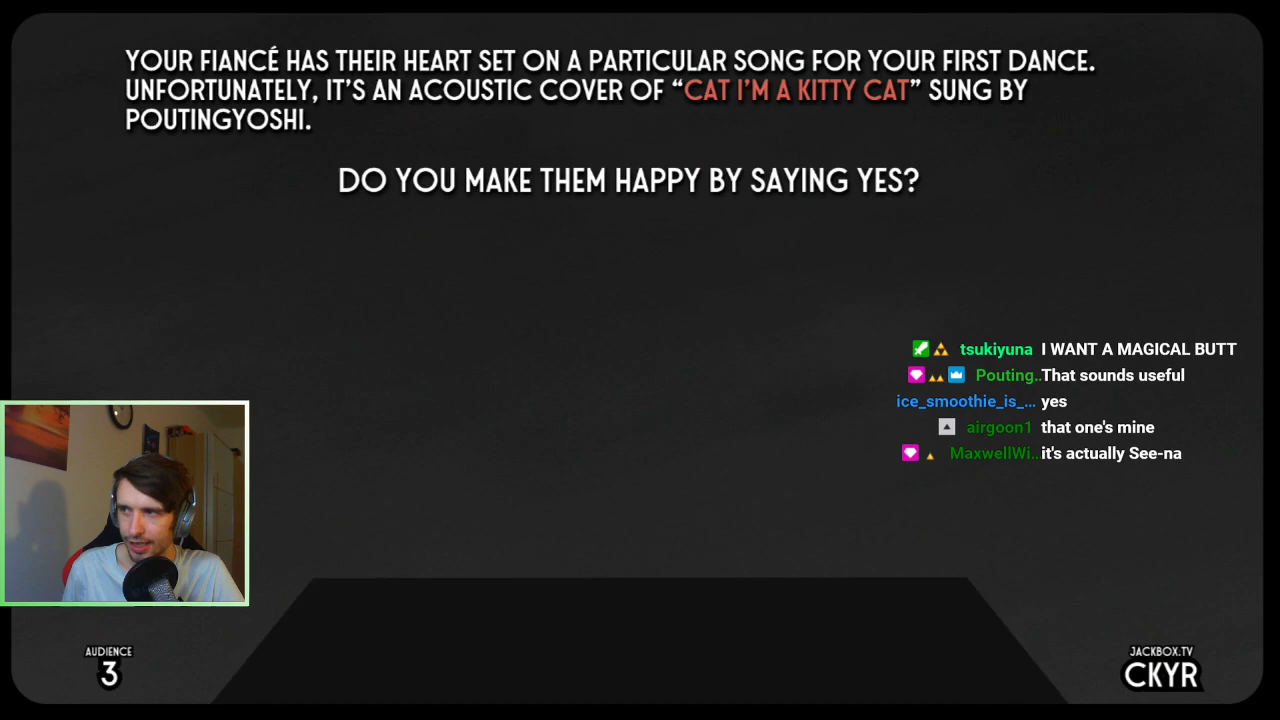 YOUR FIANCÉ HAS THEIR HEART SET ON A PARTICULAR SONG FOR YOUR FIRST DANCE.
UNFORTUNATELY, IT'S AN ACOUSTIC COVER OF “CAT I'M A KITTY CAT” SUNG BY
POUTINGYOSHI.
DO YOU MAKE THEM HAPPY BY SAYING YES?
tsukiyuna I WANT A MAGICAL BUTT
Pouting.. That sounds useful
ice_smoothie_is_... yes
airgoon1 that one's mine
MaxwellWi.. it's actually See-na
AUDIENCE
3
JACKBOX.TV
CKYR